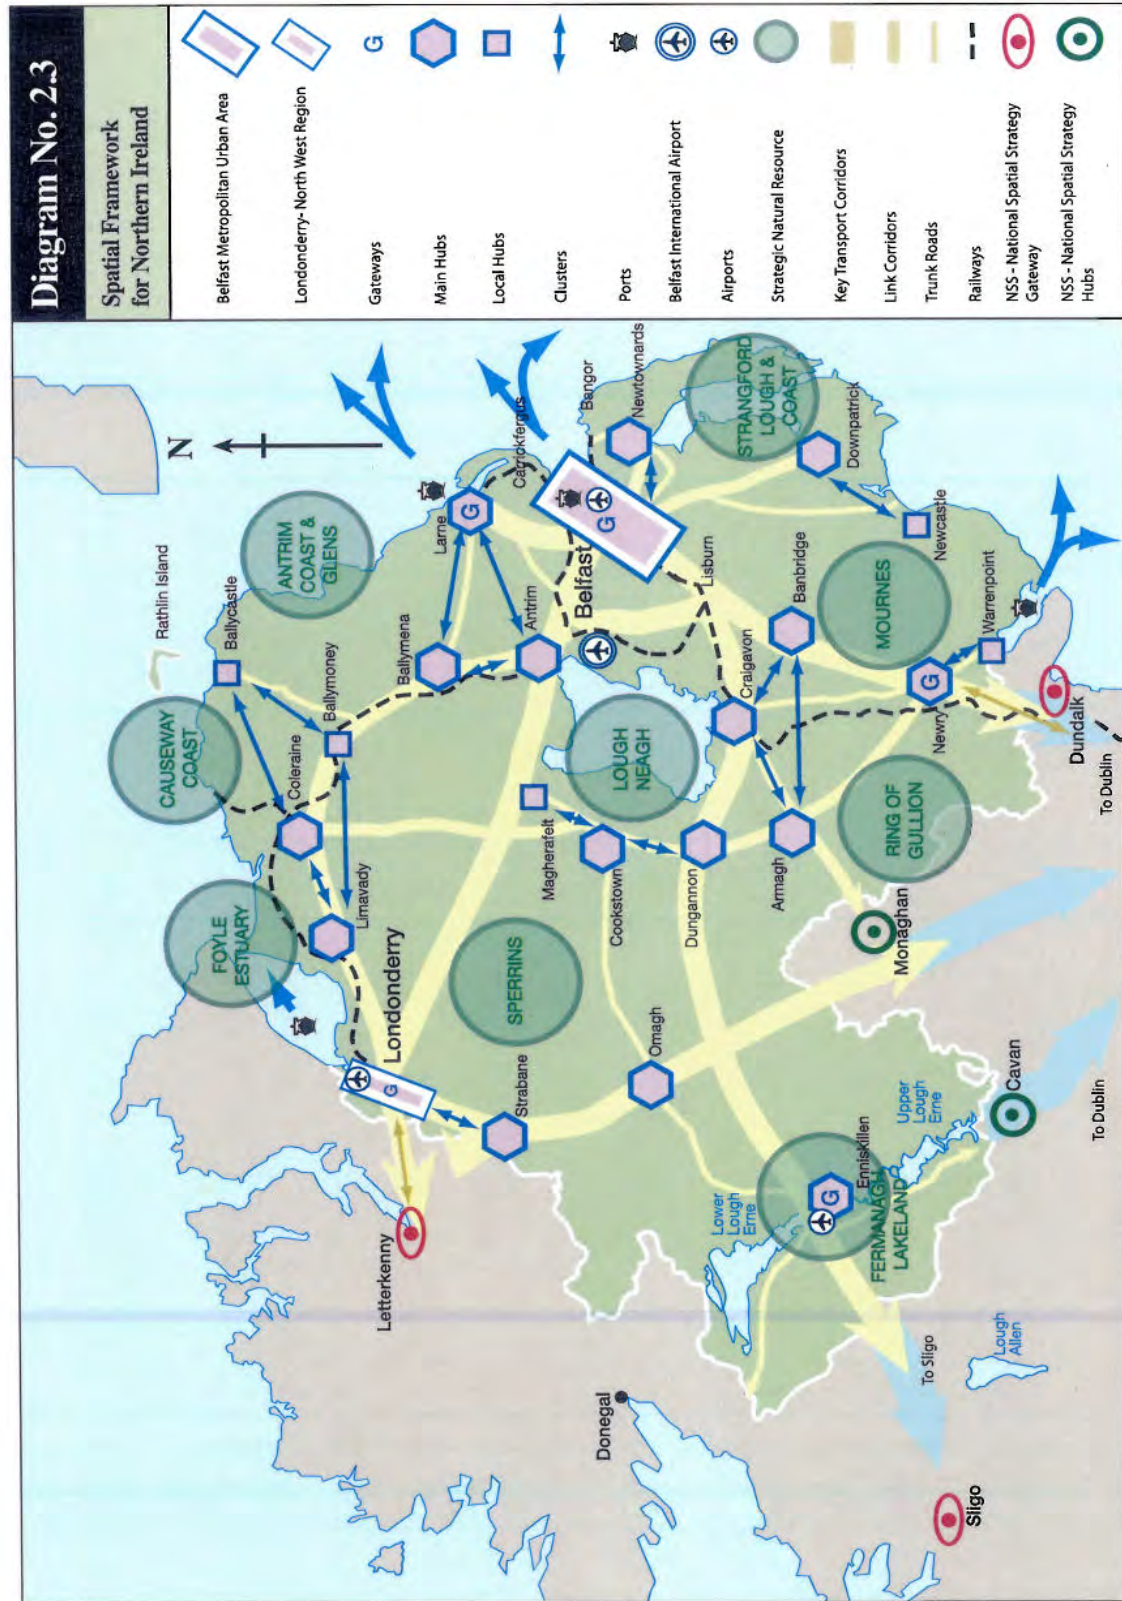 Diagram No. 2.3
Spatial Framework
for Northern Ireland
Belfast Metropolitan Urban Area
Londonderry- North West Region
G
Gateways
Main Hubs
Local Hubs
Clusters
Ports
Belfast International Airport
Airports
Strategic Natural Resource
Key Transport Corridors
Link Corridors
Trunk Roads
Railways
NSS - National Spatial Strategy
Gateway
NSS - National Spatial Strategy
Hubs
N
Rathlin Island
Ballycastle
ANTRIM
COAST &
GLENS
CAUSEWAY
COAST
Coleraine
Ballymoney
FOYLE
ESTUARY
Limavady
Londonderry
G
Letterkenny
Strabane
SPERRINS
Ballymena
Antrim
Larne
G
Carrickfergus
Belfast
G
Bangor
Newtownards
STRANGFORD
LOUGH &
COAST
Lisburn
Magherafelt
LOUGH
NEAGH
Cookstown
Dungannon
Craigavon
Banbridge
Armagh
Downpatrick
Newcastle
MOURNES
Omagh
Donegal
Lower
Lough
Erne
Enniskillen
G
FERMANAGH
LAKELAND
Upper
Lough
Erne
Monaghan
RING OF
GULLION
Newry
G
Warrenpoint
Dundalk
To Dublin
Cavan
To Dublin
To Sligo
Lough
Allen
Sligo